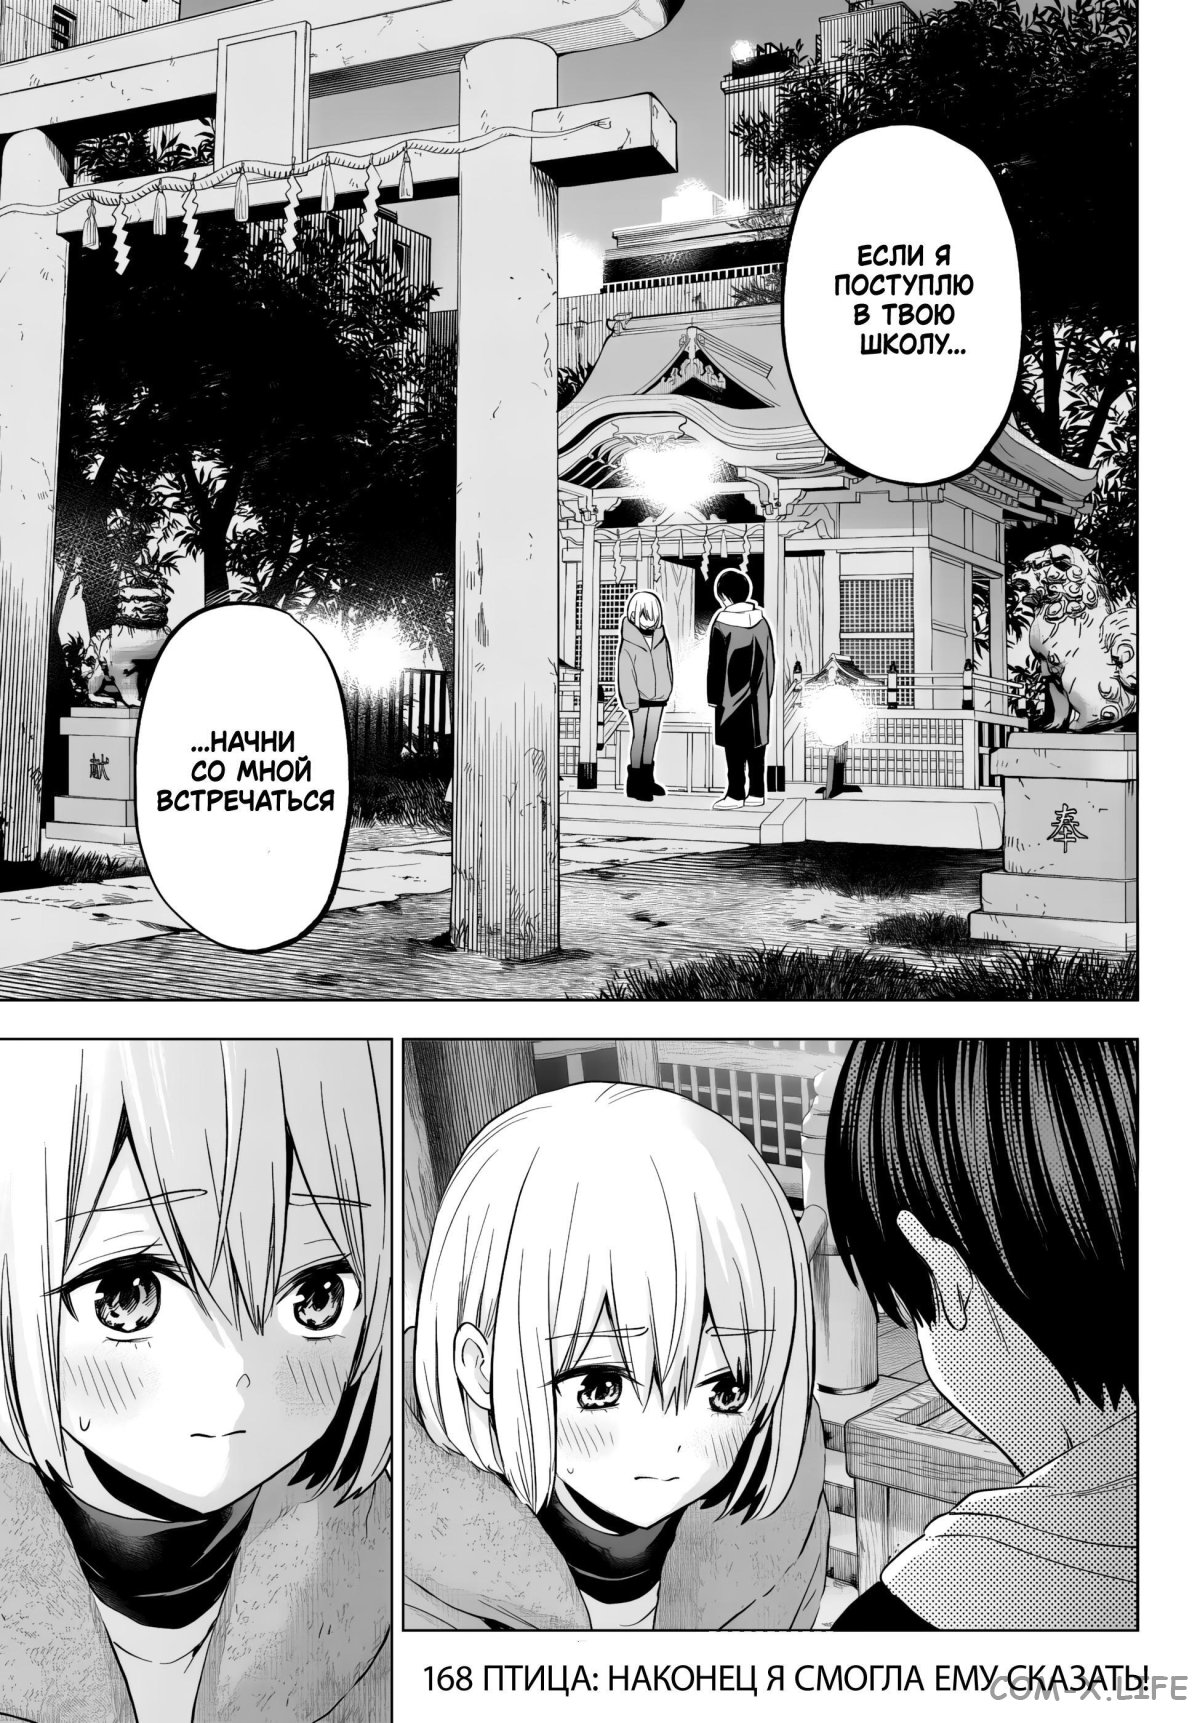 ЕСЛИ Я
ПОСТУПЛЮ
В ТВОЮ
ШКОЛУ...
...НАЧНИ
СО МНОЙ
ВСТРЕЧАТЬСЯ
献
奉
168 ПТИЦА: НАКОНЕЦ Я СМОГЛА ЕМУ СКАЗАТЬ!
COM-X.LIFE